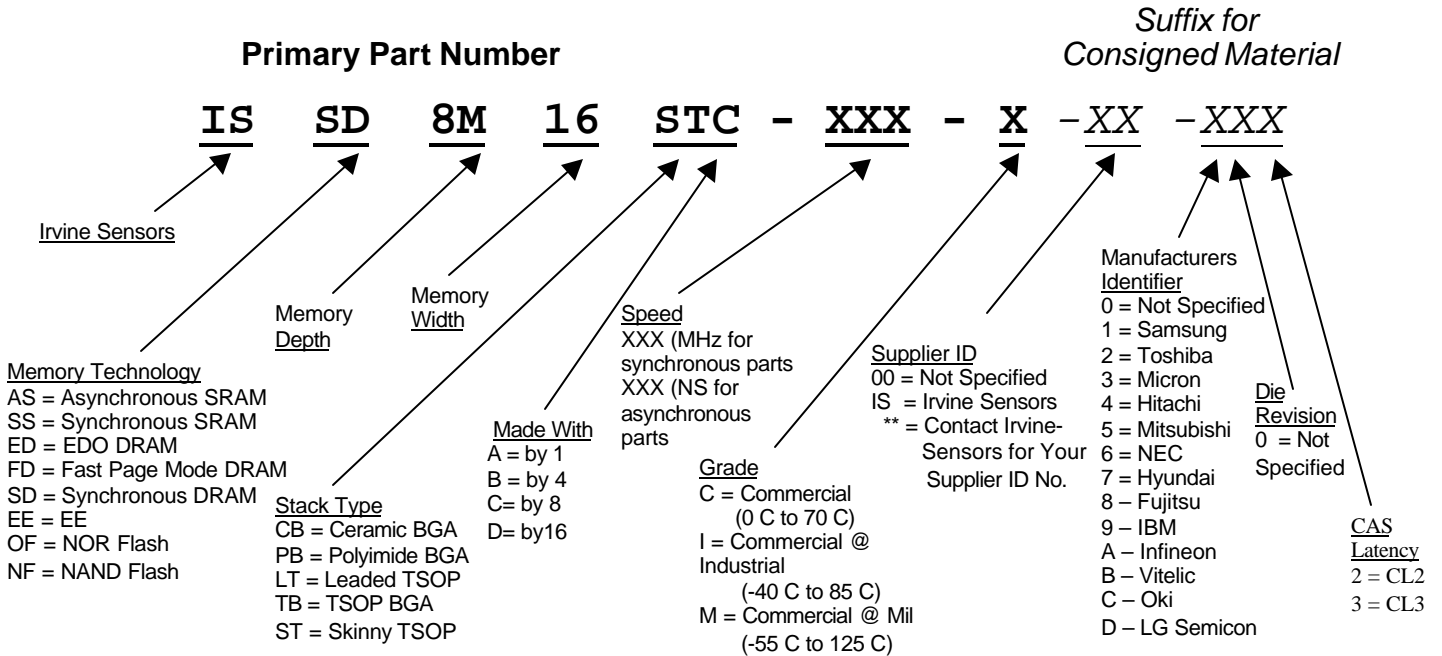 Primary Part Number
Suffix for
Consigned Material
IS SD 8M 16 STC - XXX - X -XX -XXX
Irvine Sensors
Memory Technology
AS = Asynchronous SRAM
SS = Synchronous SRAM
ED = EDO DRAM
FD = Fast Page Mode DRAM
SD = Synchronous DRAM
EE = EE
OF = NOR Flash
NF = NAND Flash
Memory
Depth
Memory
Width
Stack Type
CB = Ceramic BGA
PB = Polyimide BGA
LT = Leaded TSOP
TB = TSOP BGA
ST = Skinny TSOP
Made With
A = by 1
B = by 4
C= by 8
D= by16
Speed
XXX (MHz for
synchronous parts
XXX (NS for
asynchronous
parts
Grade
C = Commercial
(0 C to 70 C)
I = Commercial @
Industrial
(-40 C to 85 C)
M = Commercial @ Mil
(-55 C to 125 C)
Supplier ID
00 = Not Specified
IS = Irvine Sensors
** = Contact Irvine-
Sensors for Your
Supplier ID No.
Manufacturers
Identifier
0 = Not Specified
1 = Samsung
2 = Toshiba
3 = Micron
4 = Hitachi
5 = Mitsubishi
6 = NEC
7 = Hyundai
8 – Fujitsu
9 – IBM
A – Infineon
B – Vitelic
C – Oki
D – LG Semicon
Die
Revision
0 = Not
Specified
CAS
Latency
2 = CL2
3 = CL3